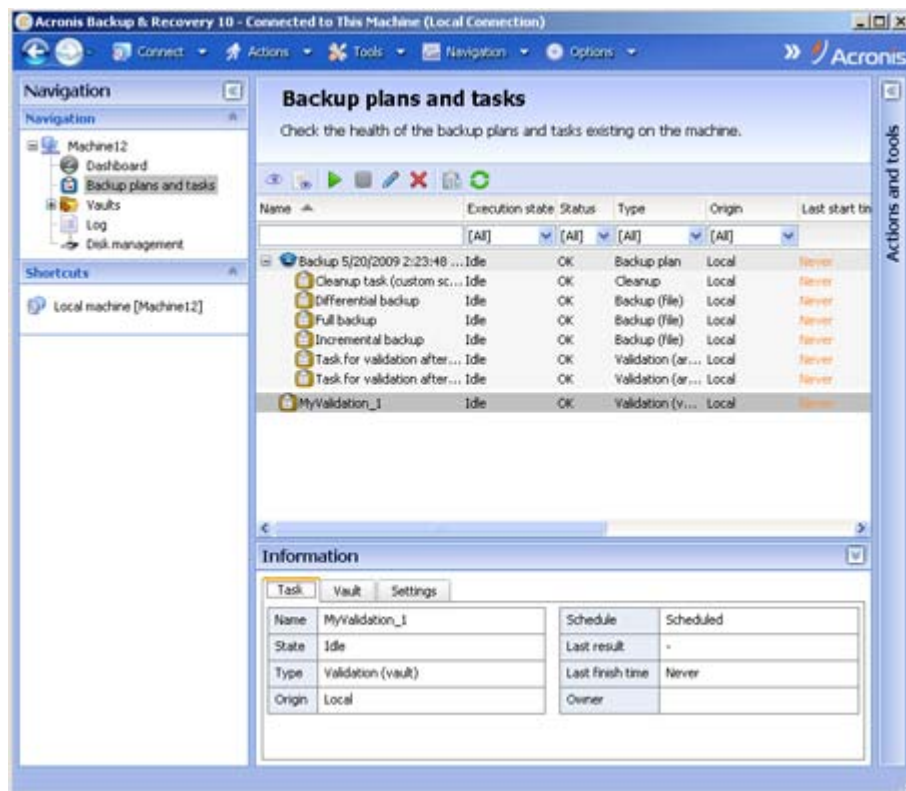 Acronis Backup & Recovery 10 - Connected to This Machine (Local Connection)
Connect Actions Tools Navigation Options » Acronis
Navigation
Navigation
Machine12
Dashboard
Backup plans and tasks
Vaults
Log
Disk management
Shortcuts
Local machine [Machine12]
Backup plans and tasks
Check the health of the backup plans and tasks existing on the machine.
Name Execution state Status Type Origin Last start tin
[All] [All] [All] [All]
Backup 5/20/2009 2:23:48 ... Idle OK Backup plan Local Never
Cleanup task (custom sc... Idle OK Cleanup Local Never
Differential backup Idle OK Backup (file) Local Never
Full backup Idle OK Backup (file) Local Never
Incremental backup Idle OK Backup (file) Local Never
Task for validation after... Idle OK Validation (ar... Local Never
Task for validation after... Idle OK Validation (ar... Local Never
MyValidation_1 Idle OK Validation (v... Local Never
Information
Task Vault Settings
Name MyValidation_1 Schedule Scheduled
State Idle Last result -
Type Validation (vault) Last finish time Never
Origin Local Owner
Actions and tools